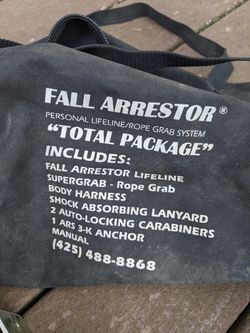 FALL ARRESTOR®
PERSONAL LIFELINE/ROPE GRAB SYSTEM
"TOTAL PACKAGE"
INCLUDES:
FALL ARRESTOR LIFELINE
SUPERGRAB - Rope Grab
BODY HARNESS
SHOCK ABSORBING LANYARD
2 AUTO-LOCKING CARABINERS
1 ARS 3-K ANCHOR
MANUAL
(425) 488-8868